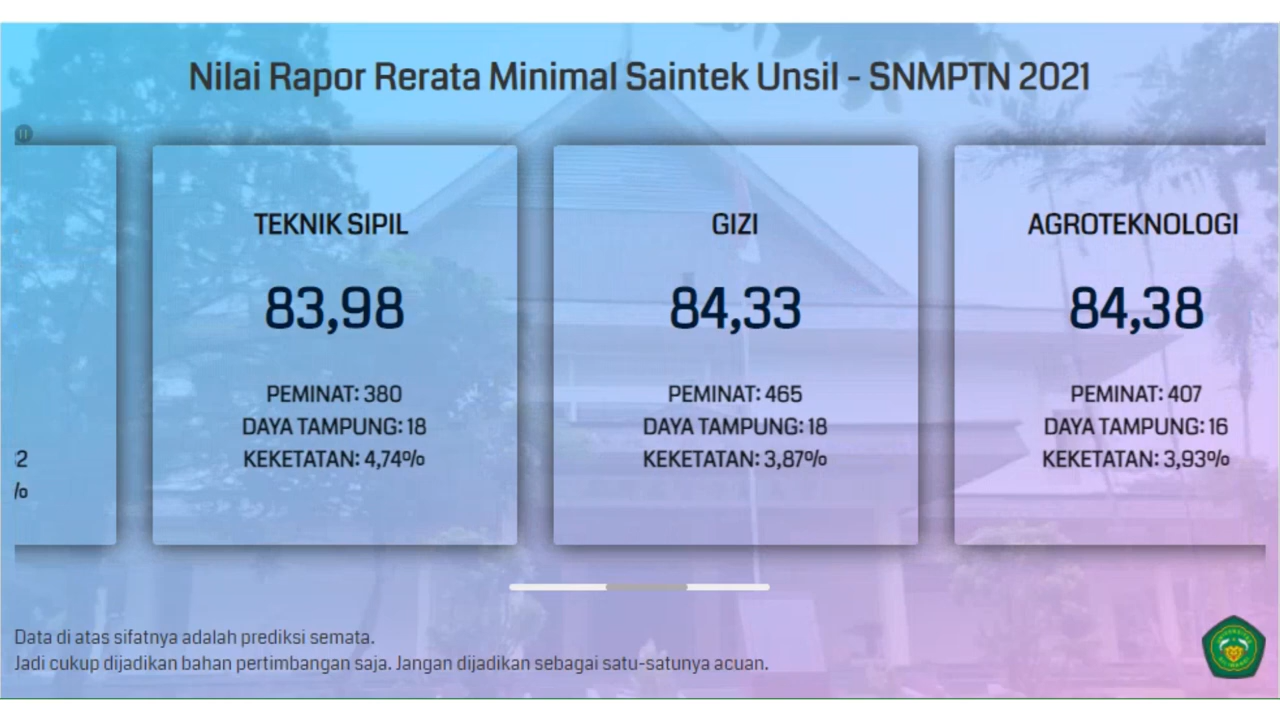 Nilai Rapor Rerata Minimal Saintek Unsil - SNMPTN 2021
TEKNIK SIPIL
83,98
PEMINAT: 380
DAYA TAMPUNG: 18
KEKETATAN: 4,74%
GIZI
84,33
PEMINAT: 465
DAYA TAMPUNG: 18
KEKETATAN: 3,87%
AGROTEKNOLOGI
84,38
PEMINAT: 407
DAYA TAMPUNG: 16
KEKETATAN: 3,93%
Data di atas sifatnya adalah prediksi semata.
Jadi cukup dijadikan bahan pertimbangan saja. Jangan dijadikan sebagai satu-satunya acuan.